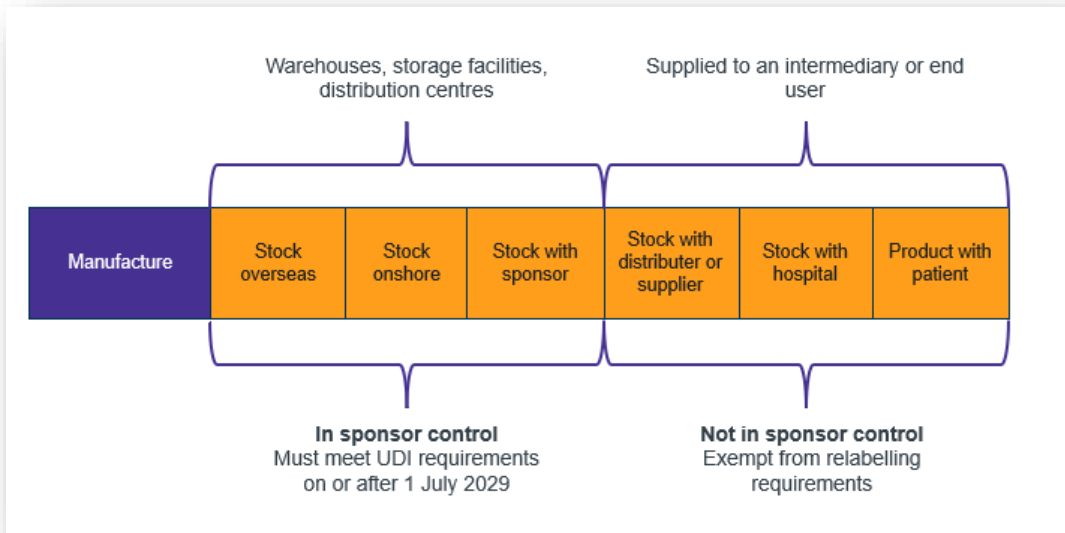 Warehouses, storage facilities,
distribution centres
Supplied to an intermediary or end
user
Manufacture
Stock
overseas
Stock
onshore
Stock with
sponsor
Stock with
distributer or
supplier
Stock with
hospital
Product with
patient
In sponsor control
Must meet UDI requirements
on or after 1 July 2029
Not in sponsor control
Exempt from relabelling
requirements